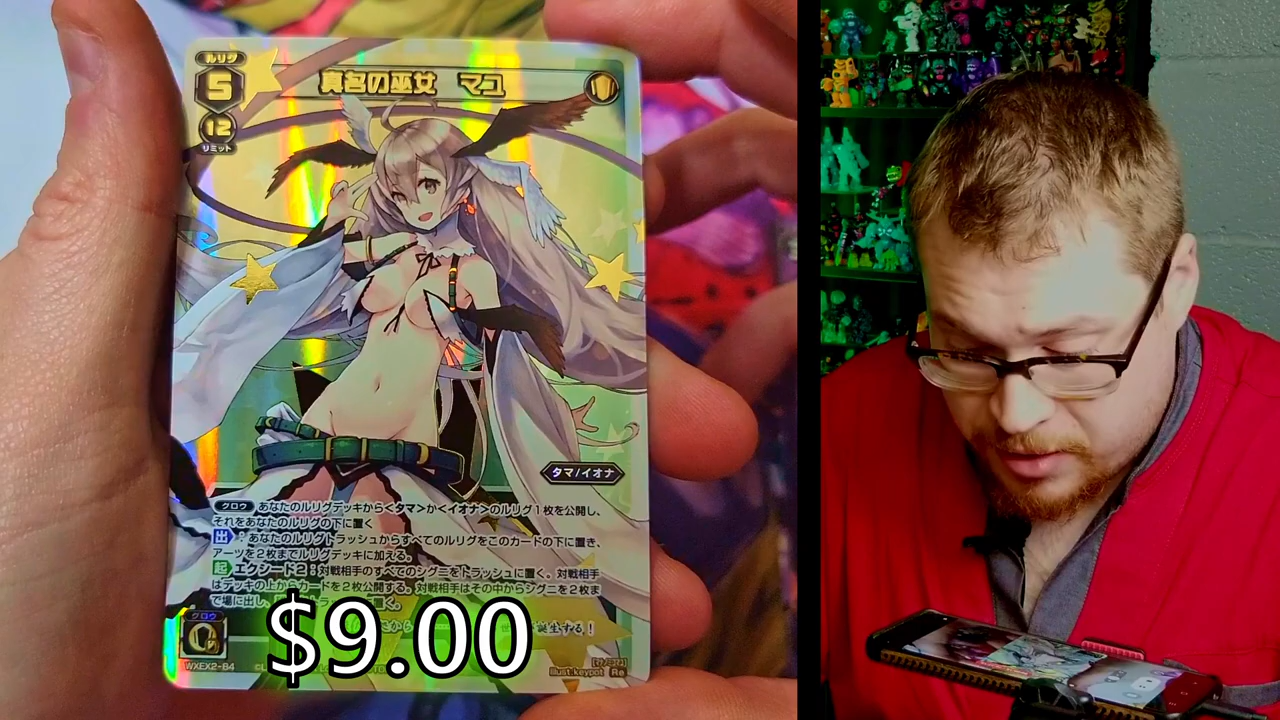 ルリグ
5
真名の巫女 マユ
12
リミット
タマ/イオナ
グロウ あなたのルリグデッキから<タマ>か<イオナ>のルリグ1枚を公開し、
それをあなたのルリグの下に置く
出:あなたのルリグトラッシュからすべてのルリグをこのカードの下に置き、
アーツを2枚までルリグデッキに加える。
起 エクシード2:対戦相手のすべてのシグニをトラッシュに置く。対戦相手
はデッキの上からカードを2枚公開する。対戦相手はその中からシグニを2枚ま
で場に出し、
く。
誕生する!
グロウ
$9.00
WXEX2-84
illust:keypot Re